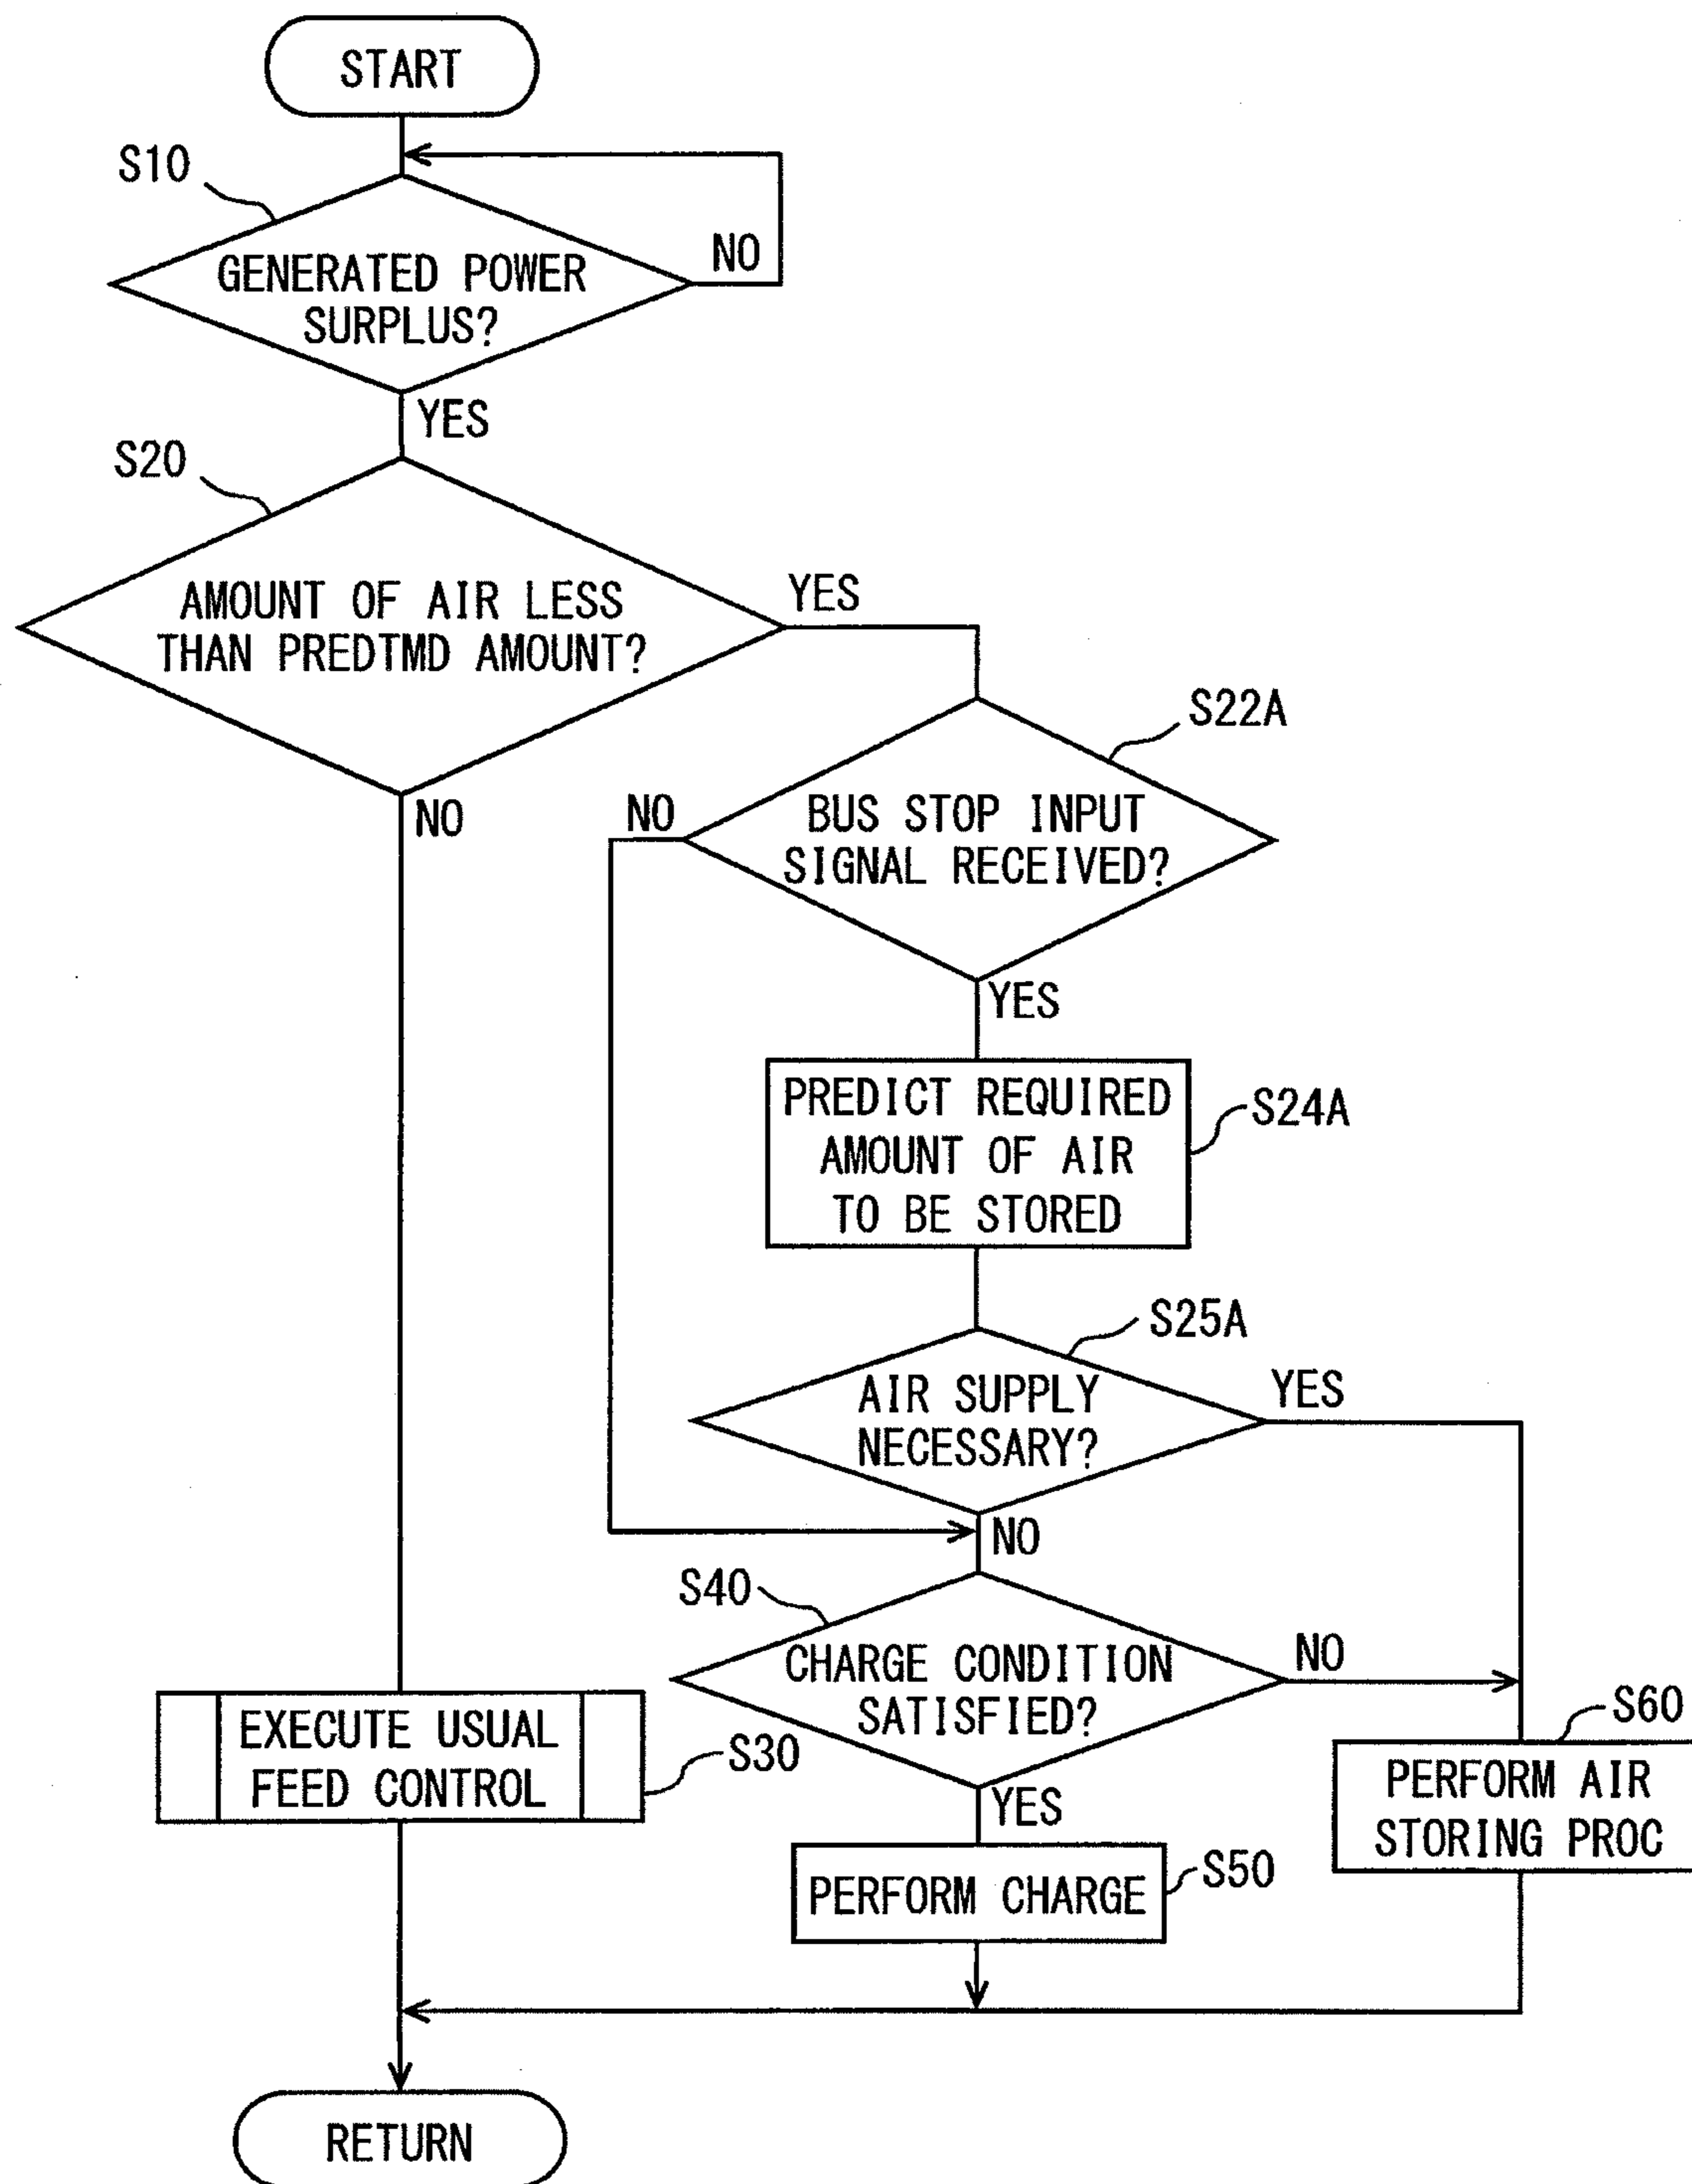 START
S10
GENERATED POWER
SURPLUS?
NO
YES
S20
AMOUNT OF AIR LESS
THAN PREDTMD AMOUNT?
YES
NO
S22A
BUS STOP INPUT
SIGNAL RECEIVED?
NO
YES
PREDICT REQUIRED
AMOUNT OF AIR
TO BE STORED
S24A
S25A
AIR SUPPLY
NECESSARY?
YES
NO
S40
CHARGE CONDITION
SATISFIED?
NO
YES
EXECUTE USUAL
FEED CONTROL
S30
S60
PERFORM AIR
STORING PROC
PERFORM CHARGE
S50
RETURN